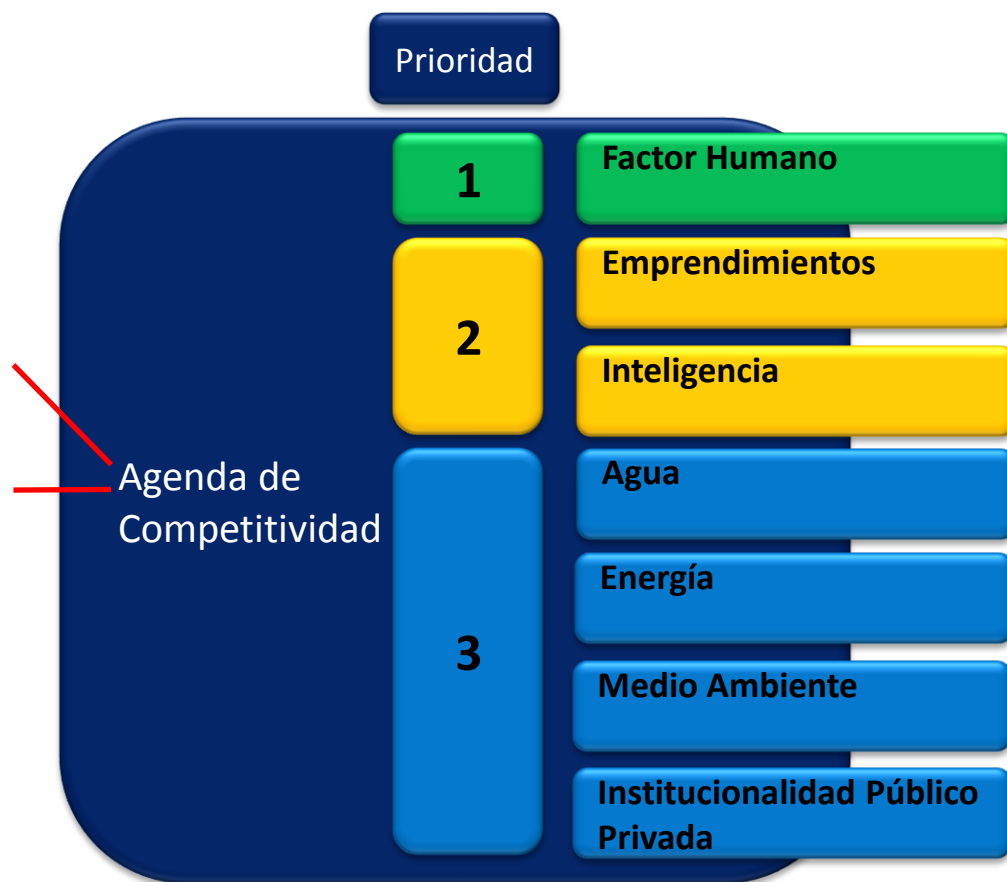 Prioridad
1
Factor Humano
2
Emprendimientos
Inteligencia
Agenda de
Competitividad
3
Agua
Energía
Medio Ambiente
Institucionalidad Público
Privada